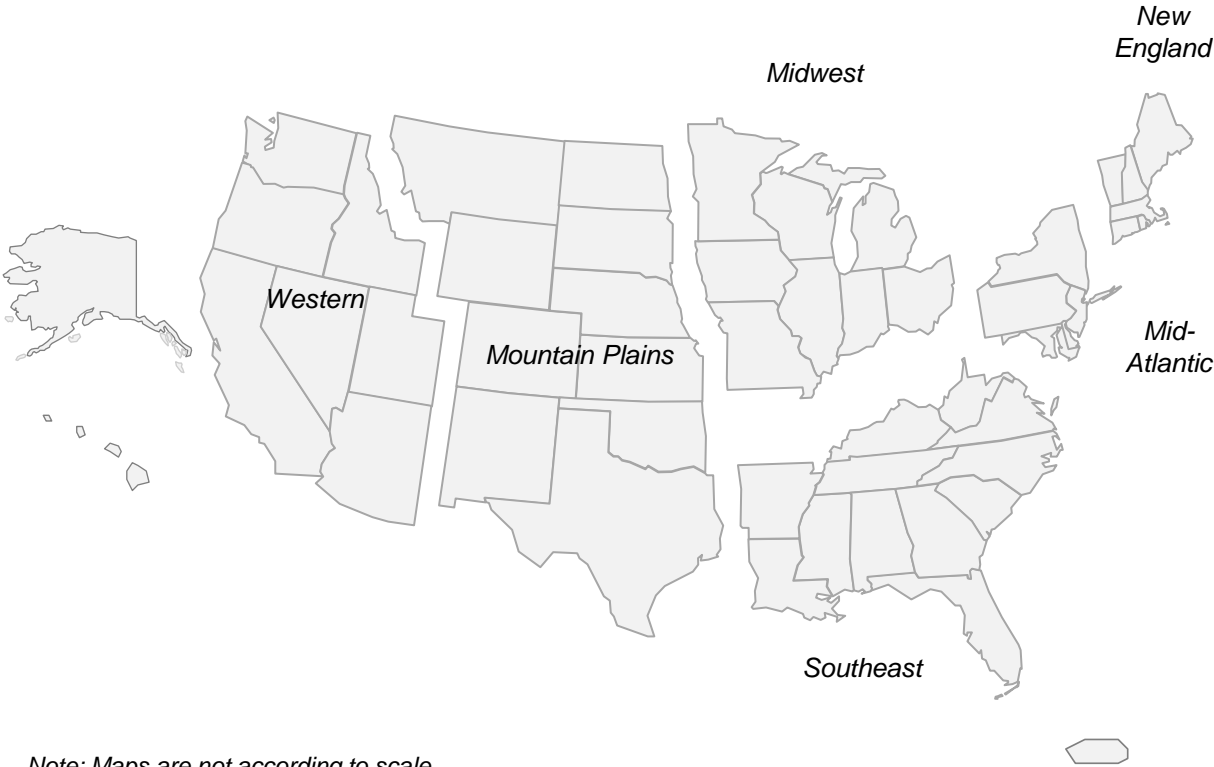 New
England
Midwest
Western
Mountain Plains
Mid-
Atlantic
Southeast
Note: Maps are not according to scale